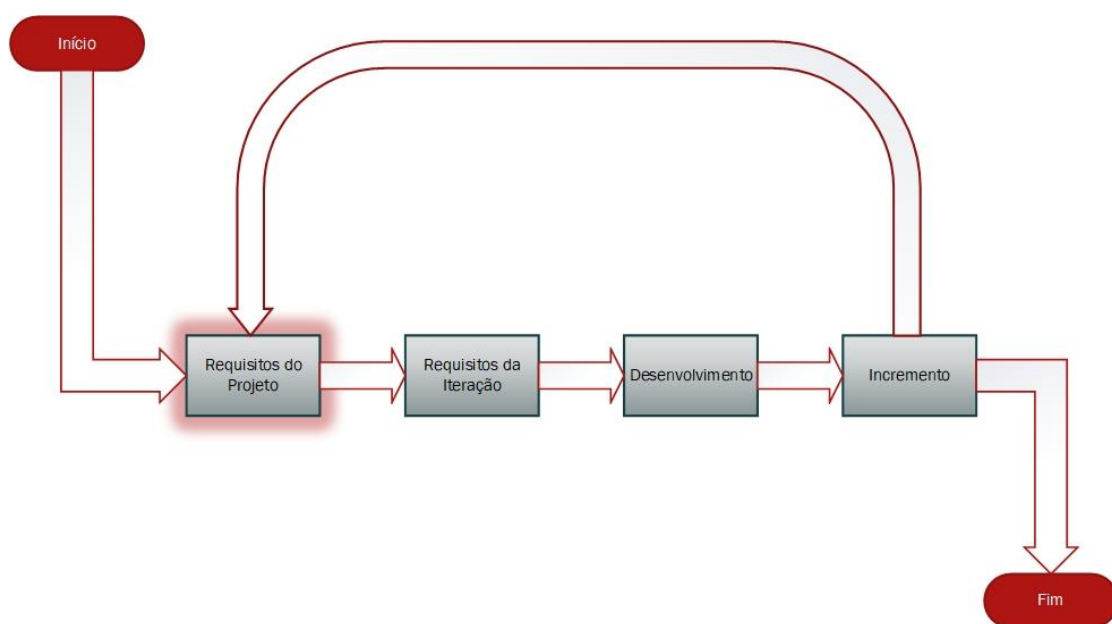 Início
Requisitos do
Projeto
Requisitos da
Iteração
Desenvolvimento
Incremento
Fim